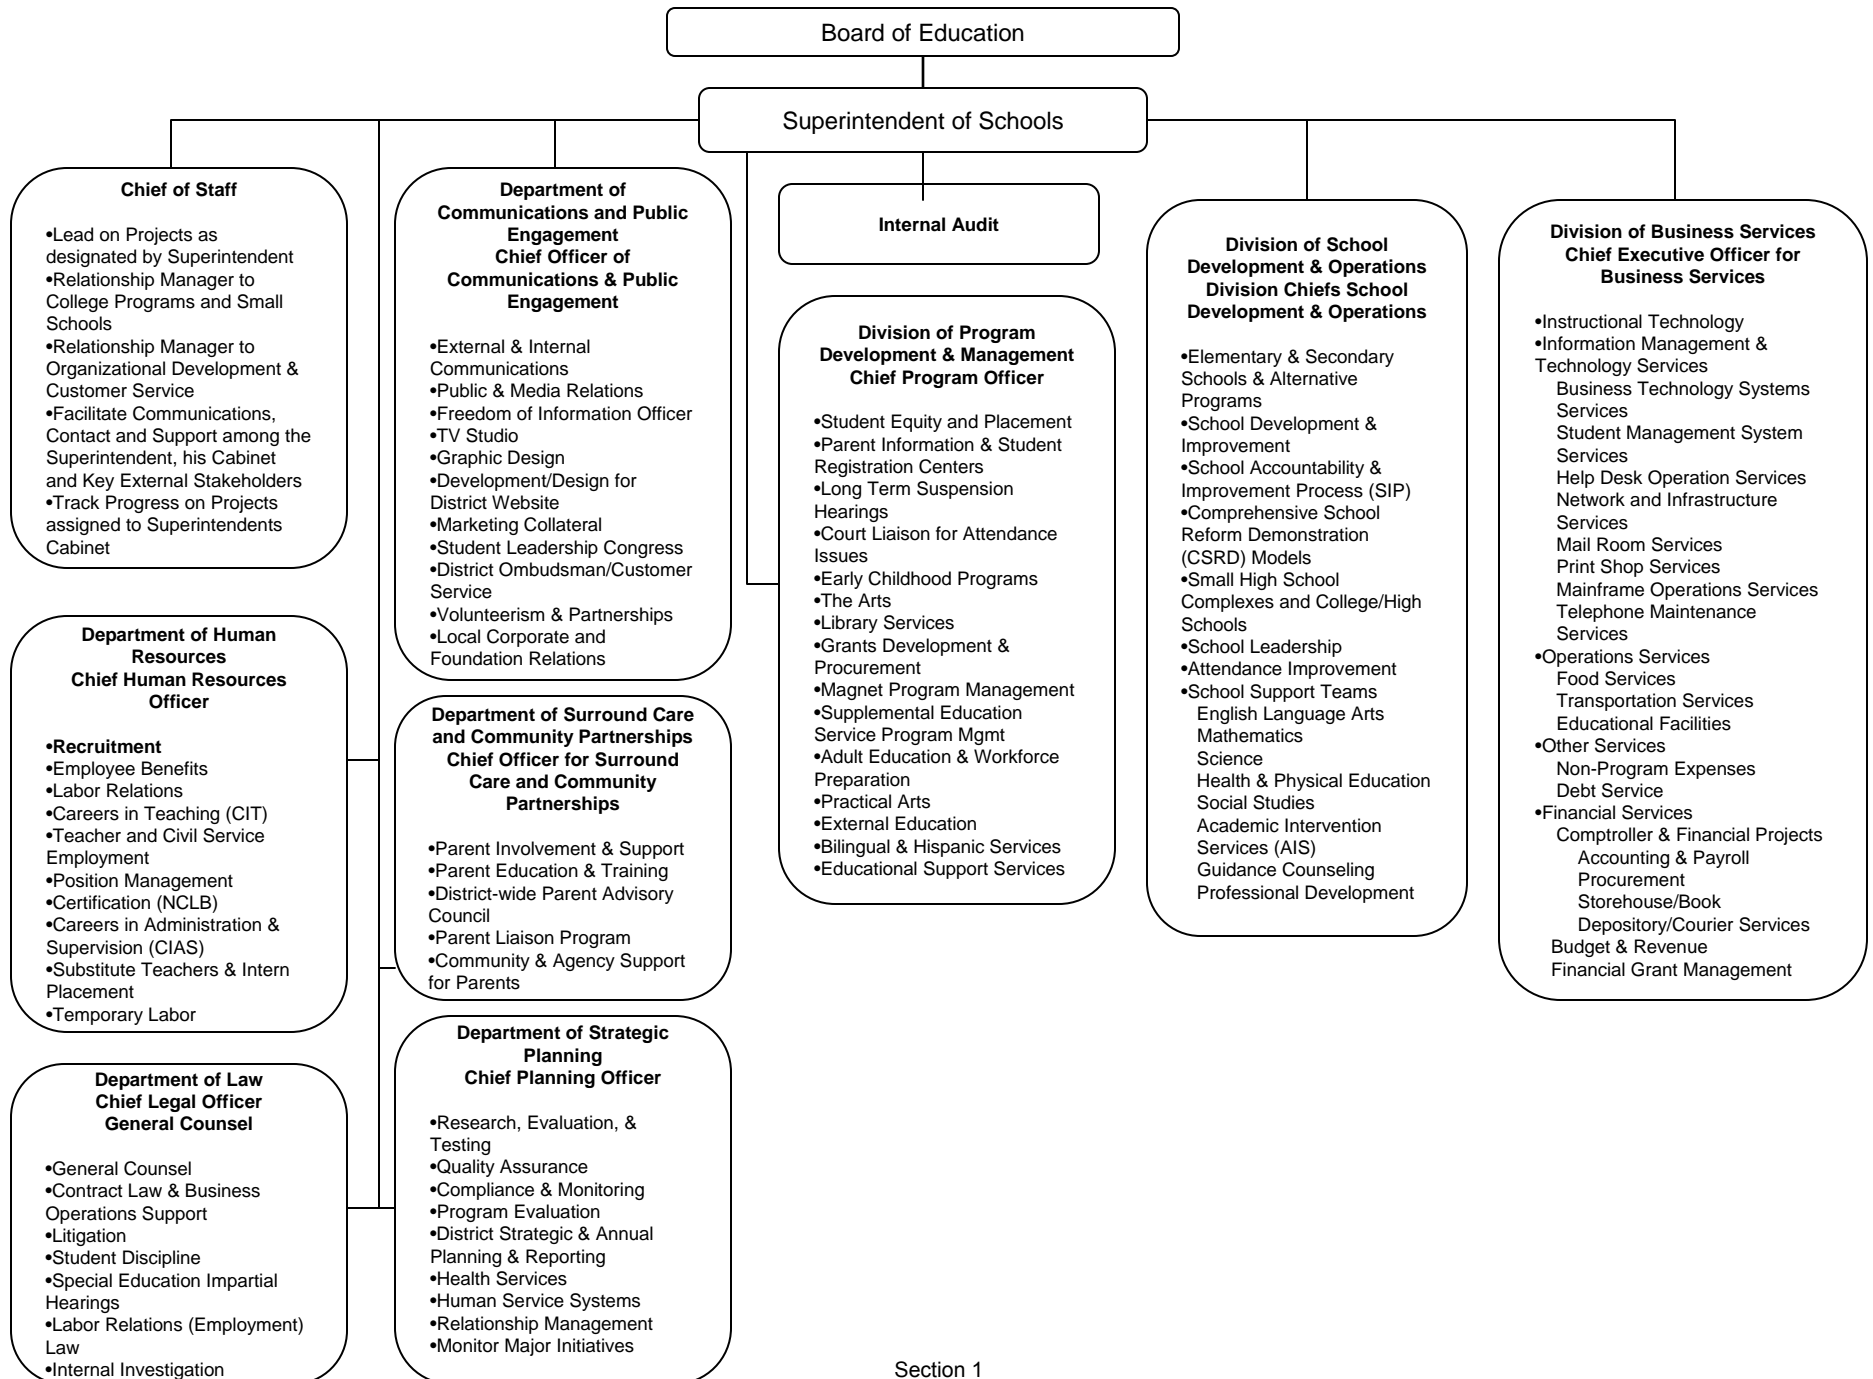 Board of Education
Superintendent of Schools
Chief of Staff
•Lead on Projects as
designated by Superintendent
•Relationship Manager to
College Programs and Small
Schools
•Relationship Manager to
Organizational Development &
Customer Service
•Facilitate Communications,
Contact and Support among the
Superintendent, his Cabinet
and Key External Stakeholders
•Track Progress on Projects
assigned to Superintendents
Cabinet
Department of Human
Resources
Chief Human Resources
Officer
•Recruitment
•Employee Benefits
•Labor Relations
•Careers in Teaching (CIT)
•Teacher and Civil Service
Employment
•Position Management
•Certification (NCLB)
•Careers in Administration &
Supervision (CIAS)
•Substitute Teachers & Intern
Placement
•Temporary Labor
Department of Law
Chief Legal Officer
General Counsel
•General Counsel
•Contract Law & Business
Operations Support
•Litigation
•Student Discipline
•Special Education Impartial
Hearings
•Labor Relations (Employment)
Law
•Internal Investigation
Department of
Communications and Public
Engagement
Chief Officer of
Communications & Public
Engagement
•External & Internal
Communications
•Public & Media Relations
•Freedom of Information Officer
•TV Studio
•Graphic Design
•Development/Design for
District Website
•Marketing Collateral
•Student Leadership Congress
•District Ombudsman/Customer
Service
•Volunteerism & Partnerships
•Local Corporate and
Foundation Relations
Department of Surround Care
and Community Partnerships
Chief Officer for Surround
Care and Community
Partnerships
•Parent Involvement & Support
•Parent Education & Training
•District-wide Parent Advisory
Council
•Parent Liaison Program
•Community & Agency Support
for Parents
Department of Strategic
Planning
Chief Planning Officer
•Research, Evaluation, &
Testing
•Quality Assurance
•Compliance & Monitoring
•Program Evaluation
•District Strategic & Annual
Planning & Reporting
•Health Services
•Human Service Systems
•Relationship Management
•Monitor Major Initiatives
Internal Audit
Division of Program
Development & Management
Chief Program Officer
•Student Equity and Placement
•Parent Information & Student
Registration Centers
•Long Term Suspension
Hearings
•Court Liaison for Attendance
Issues
•Early Childhood Programs
•The Arts
•Library Services
•Grants Development &
Procurement
•Magnet Program Management
•Supplemental Education
Service Program Mgmt
•Adult Education & Workforce
Preparation
•Practical Arts
•External Education
•Bilingual & Hispanic Services
•Educational Support Services
Division of School
Development & Operations
Division Chiefs School
Development & Operations
•Elementary & Secondary
Schools & Alternative
Programs
•School Development &
Improvement
•School Accountability &
Improvement Process (SIP)
•Comprehensive School
Reform Demonstration
(CSRD) Models
•Small High School
Complexes and College/High
Schools
•School Leadership
•Attendance Improvement
•School Support Teams
English Language Arts
Mathematics
Science
Health & Physical Education
Social Studies
Academic Intervention
Services (AIS)
Guidance Counseling
Professional Development
Division of Business Services
Chief Executive Officer for
Business Services
•Instructional Technology
•Information Management &
Technology Services
Business Technology Systems
Services
Student Management System
Services
Help Desk Operation Services
Network and Infrastructure
Services
Mail Room Services
Print Shop Services
Mainframe Operations Services
Telephone Maintenance
Services
•Operations Services
Food Services
Transportation Services
Educational Facilities
•Other Services
Non-Program Expenses
Debt Service
•Financial Services
Comptroller & Financial Projects
Accounting & Payroll
Procurement
Storehouse/Book
Depository/Courier Services
Budget & Revenue
Financial Grant Management
Section 1